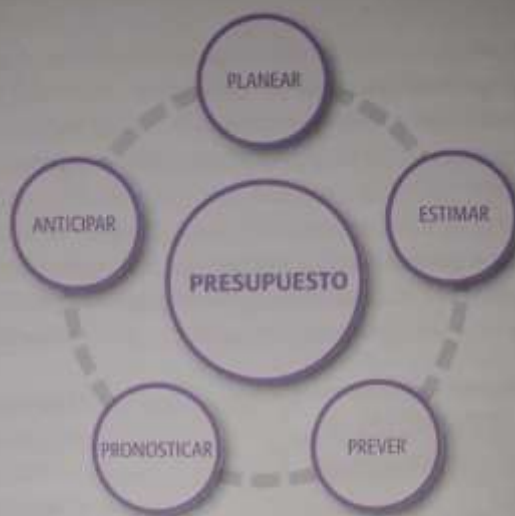 PLANEAR
ANTICIPAR
ESTIMAR
PRESUPUESTO
PRONOSTICAR
PREVER